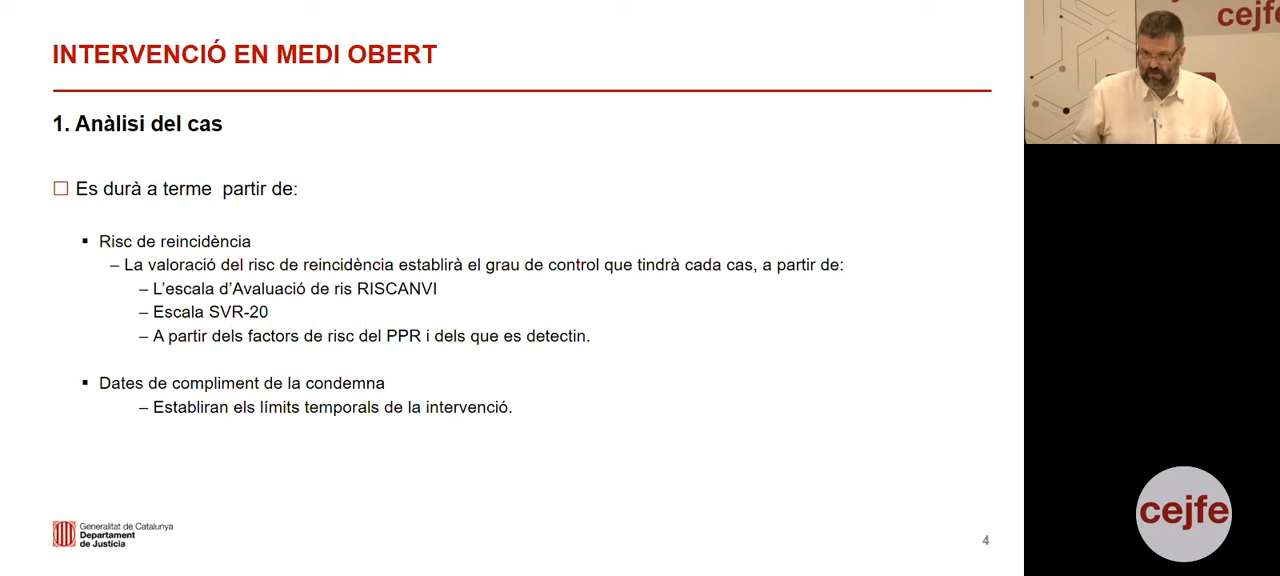 INTERVENCIÓ EN MEDI OBERT
1. Anàlisi del cas
Es durà a terme partir de:
Risc de reincidència
– La valoració del risc de reincidència establirà el grau de control que tindrà cada cas, a partir de:
– L'escala d'Avaluació de ris RISCANVI
– Escala SVR-20
– A partir dels factors de risc del PPR i dels que es detectin.
Dates de compliment de la condemna
– Establiran els límits temporals de la intervenció.
Generalitat de Catalunya
Departament
de Justícia
4
cejfe
cejfe